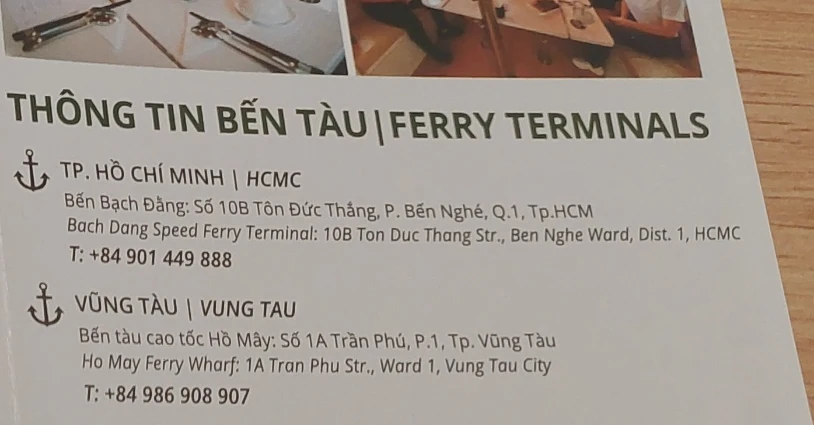 THÔNG TIN BẾN TÀU | FERRY TERMINALS
TP. HỒ CHÍ MINH | HCMC
Bến Bạch Đằng: Số 10B Tôn Đức Thắng, P. Bến Nghé, Q.1, Tp.HCM
Bach Dang Speed Ferry Terminal: 10B Ton Duc Thang Str., Ben Nghe Ward, Dist. 1, HCMC
T: +84 901 449 888
VŨNG TÀU | VUNG TAU
Bến tàu cao tốc Hồ Mây: Số 1A Trần Phú, P.1, Tp. Vũng Tàu
Ho May Ferry Wharf: 1A Tran Phu Str., Ward 1, Vung Tau City
T: +84 986 908 907